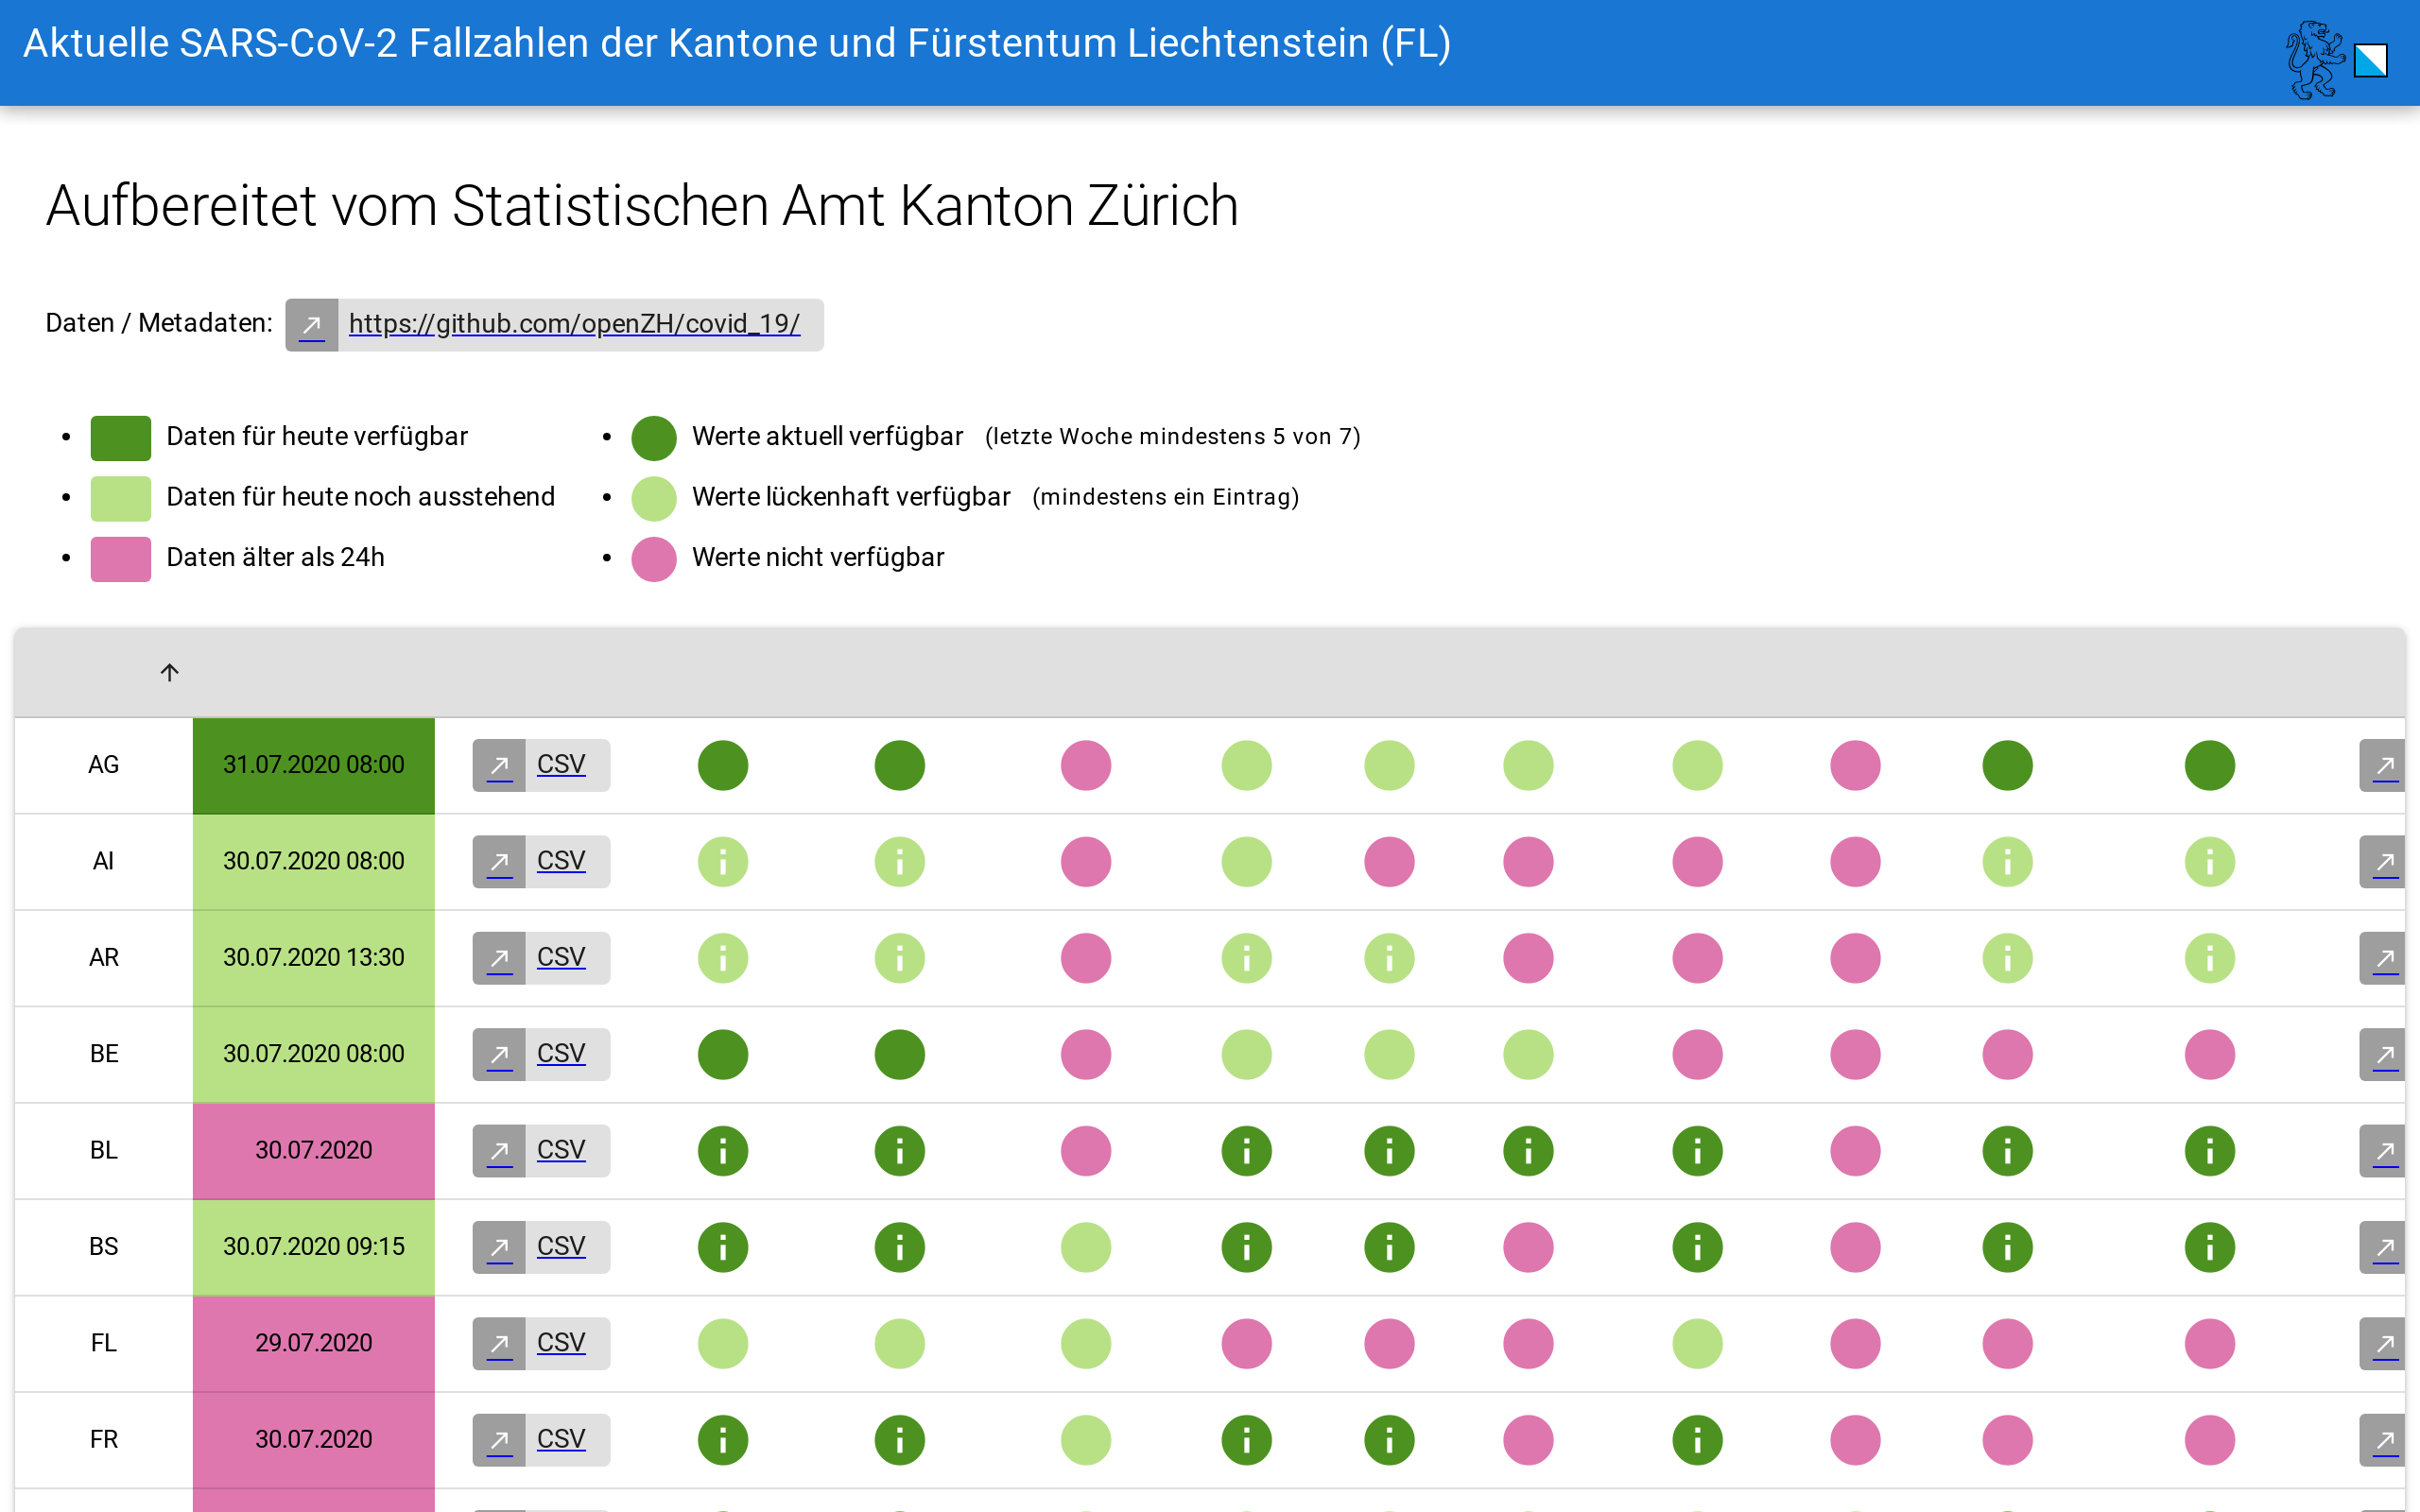 Aktuelle SARS-CoV-2 Fallzahlen der Kantone und Fürstentum Liechtenstein (FL)
Aufbereitet vom Statistischen Amt Kanton Zürich
Daten / Metadaten: https://github.com/openZH/covid_19/
Daten für heute verfügbar
Daten für heute noch ausstehend
Daten älter als 24h
Werte aktuell verfügbar (letzte Woche mindestens 5 von 7)
Werte lückenhaft verfügbar (mindestens ein Eintrag)
Werte nicht verfügbar
AG 31.07.2020 08:00 CSV
AI 30.07.2020 08:00 CSV
AR 30.07.2020 13:30 CSV
BE 30.07.2020 08:00 CSV
BL 30.07.2020 CSV
BS 30.07.2020 09:15 CSV
FL 29.07.2020 CSV
FR 30.07.2020 CSV